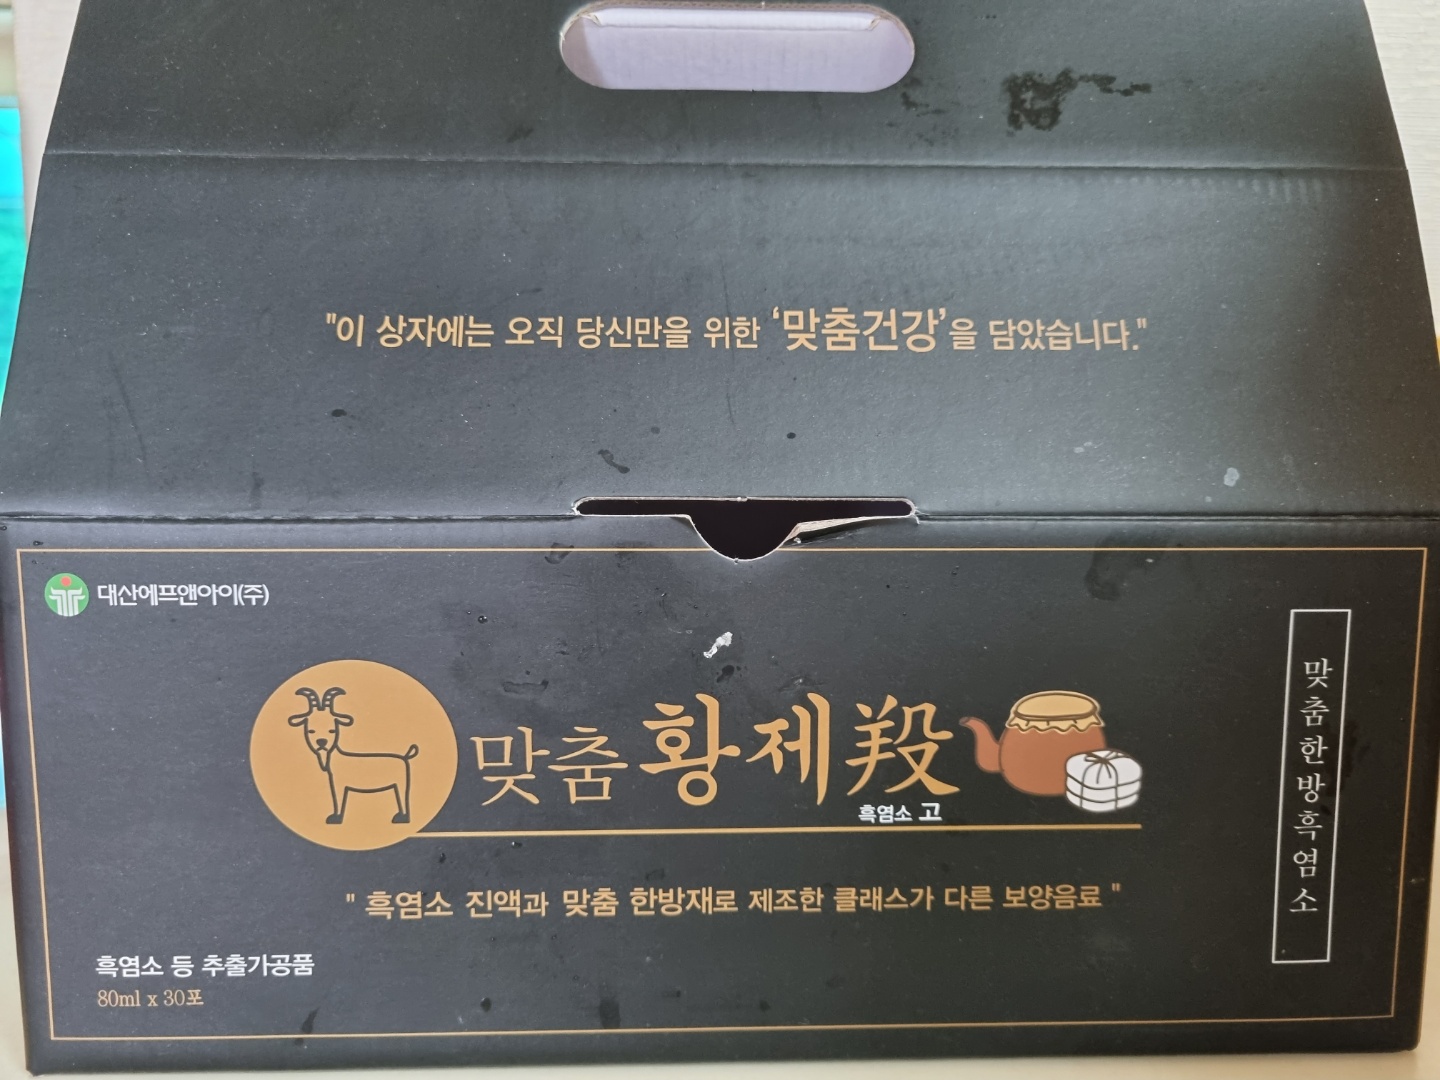 "이 상자에는 오직 당신만을 위한 '맞춤건강'을 담았습니다."
대산에프앤아이(주)
맞춤 황제 羖
흑염소 고
" 흑염소 진액과 맞춤 한방재로 제조한 클래스가 다른 보양음료 "
흑염소 등 추출가공품
80ml x 30포
맞춤한방흑염소